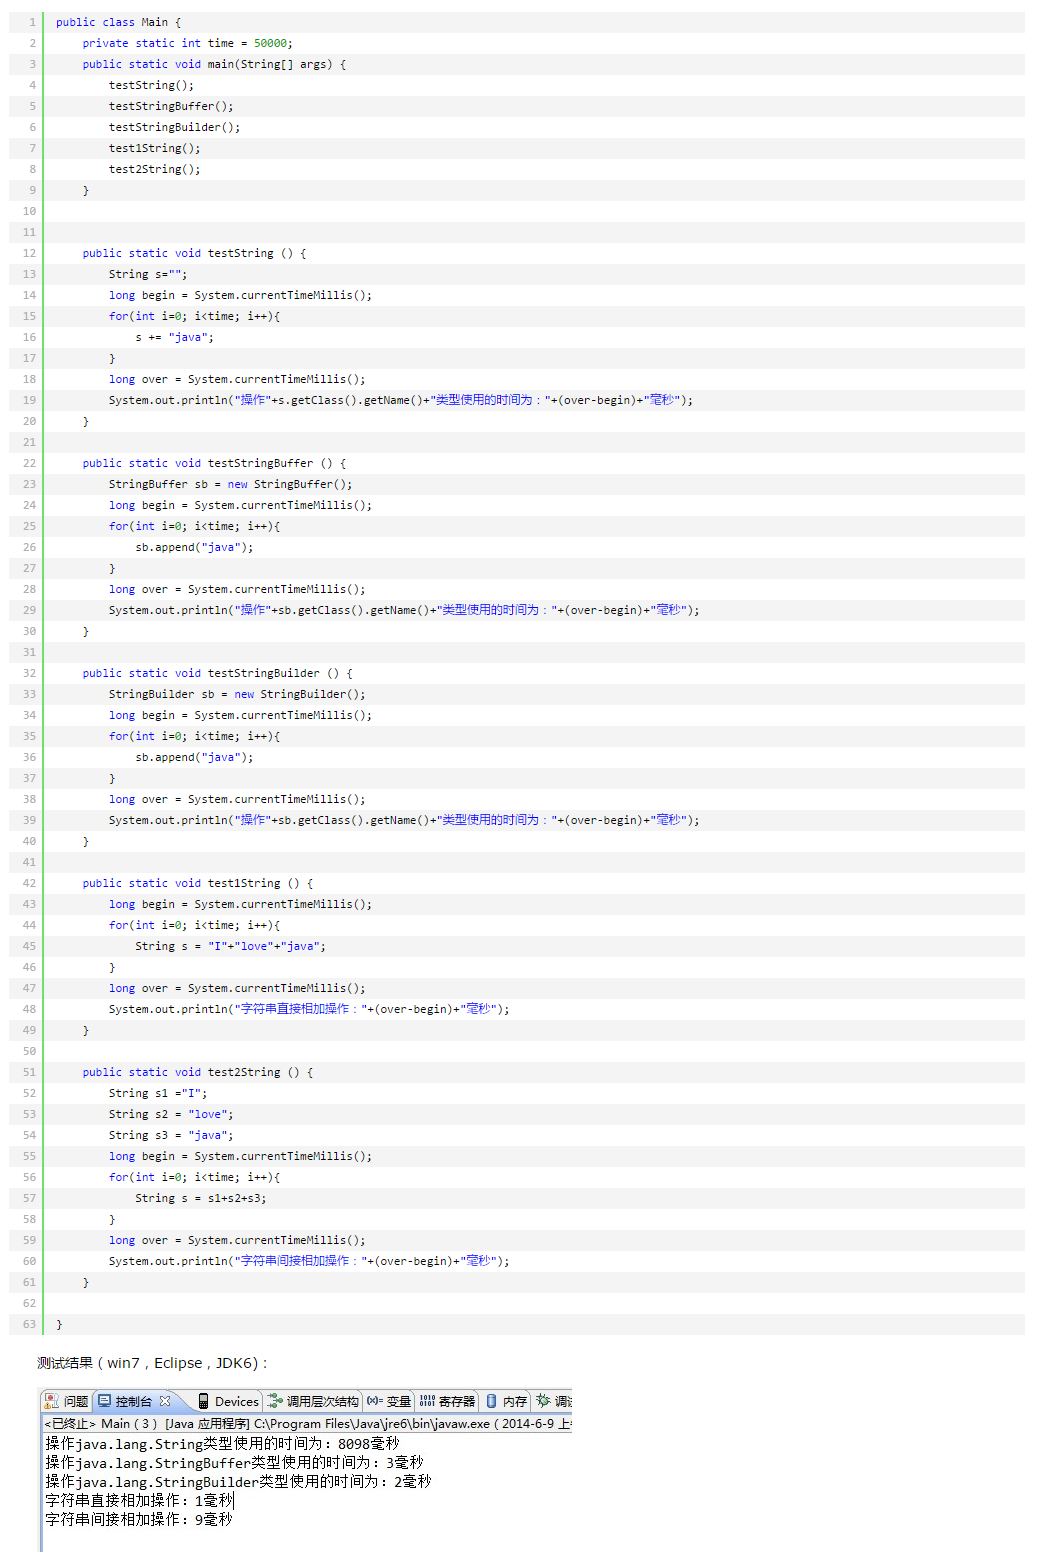 1 public class Main {
2 private static int time = 50000;
3 public static void main(String[] args) {
4 testString();
5 testStringBuffer();
6 testStringBuilder();
7 test1String();
8 test2String();
9 }
10
11
12 public static void testString () {
13 String s="";
14 long begin = System.currentTimeMillis();
15 for(int i=0; i<time; i++){
16 s += "java";
17 }
18 long over = System.currentTimeMillis();
19 System.out.println("操作"+s.getClass().getName()+"类型使用的时间为："+(over-begin)+"毫秒");
20 }
21
22 public static void testStringBuffer () {
23 StringBuffer sb = new StringBuffer();
24 long begin = System.currentTimeMillis();
25 for(int i=0; i<time; i++){
26 sb.append("java");
27 }
28 long over = System.currentTimeMillis();
29 System.out.println("操作"+sb.getClass().getName()+"类型使用的时间为："+(over-begin)+"毫秒");
30 }
31
32 public static void testStringBuilder () {
33 StringBuilder sb = new StringBuilder();
34 long begin = System.currentTimeMillis();
35 for(int i=0; i<time; i++){
36 sb.append("java");
37 }
38 long over = System.currentTimeMillis();
39 System.out.println("操作"+sb.getClass().getName()+"类型使用的时间为："+(over-begin)+"毫秒");
40 }
41
42 public static void test1String () {
43 long begin = System.currentTimeMillis();
44 for(int i=0; i<time; i++){
45 String s = "I"+"love"+"java";
46 }
47 long over = System.currentTimeMillis();
48 System.out.println("字符串直接相加操作："+(over-begin)+"毫秒");
49 }
50
51 public static void test2String () {
52 String s1 ="I";
53 String s2 = "love";
54 String s3 = "java";
55 long begin = System.currentTimeMillis();
56 for(int i=0; i<time; i++){
57 String s = s1+s2+s3;
58 }
59 long over = System.currentTimeMillis();
60 System.out.println("字符串间接相加操作："+(over-begin)+"毫秒");
61 }
62
63 }
测试结果（win7，Eclipse，JDK6)：
问题 控制台 Devices 调用层次结构 (x)= 变量 1010 0101 寄存器 内存 调
<已终止> Main（3） [Java 应用程序] C:\Program Files\Java\jre6\bin\javaw.exe（2014-6-9 上
操作java.lang.String类型使用的时间为：8098毫秒
操作java.lang.StringBuffer类型使用的时间为：3毫秒
操作java.lang.StringBuilder类型使用的时间为：2毫秒
字符串直接相加操作：1毫秒
字符串间接相加操作：9毫秒